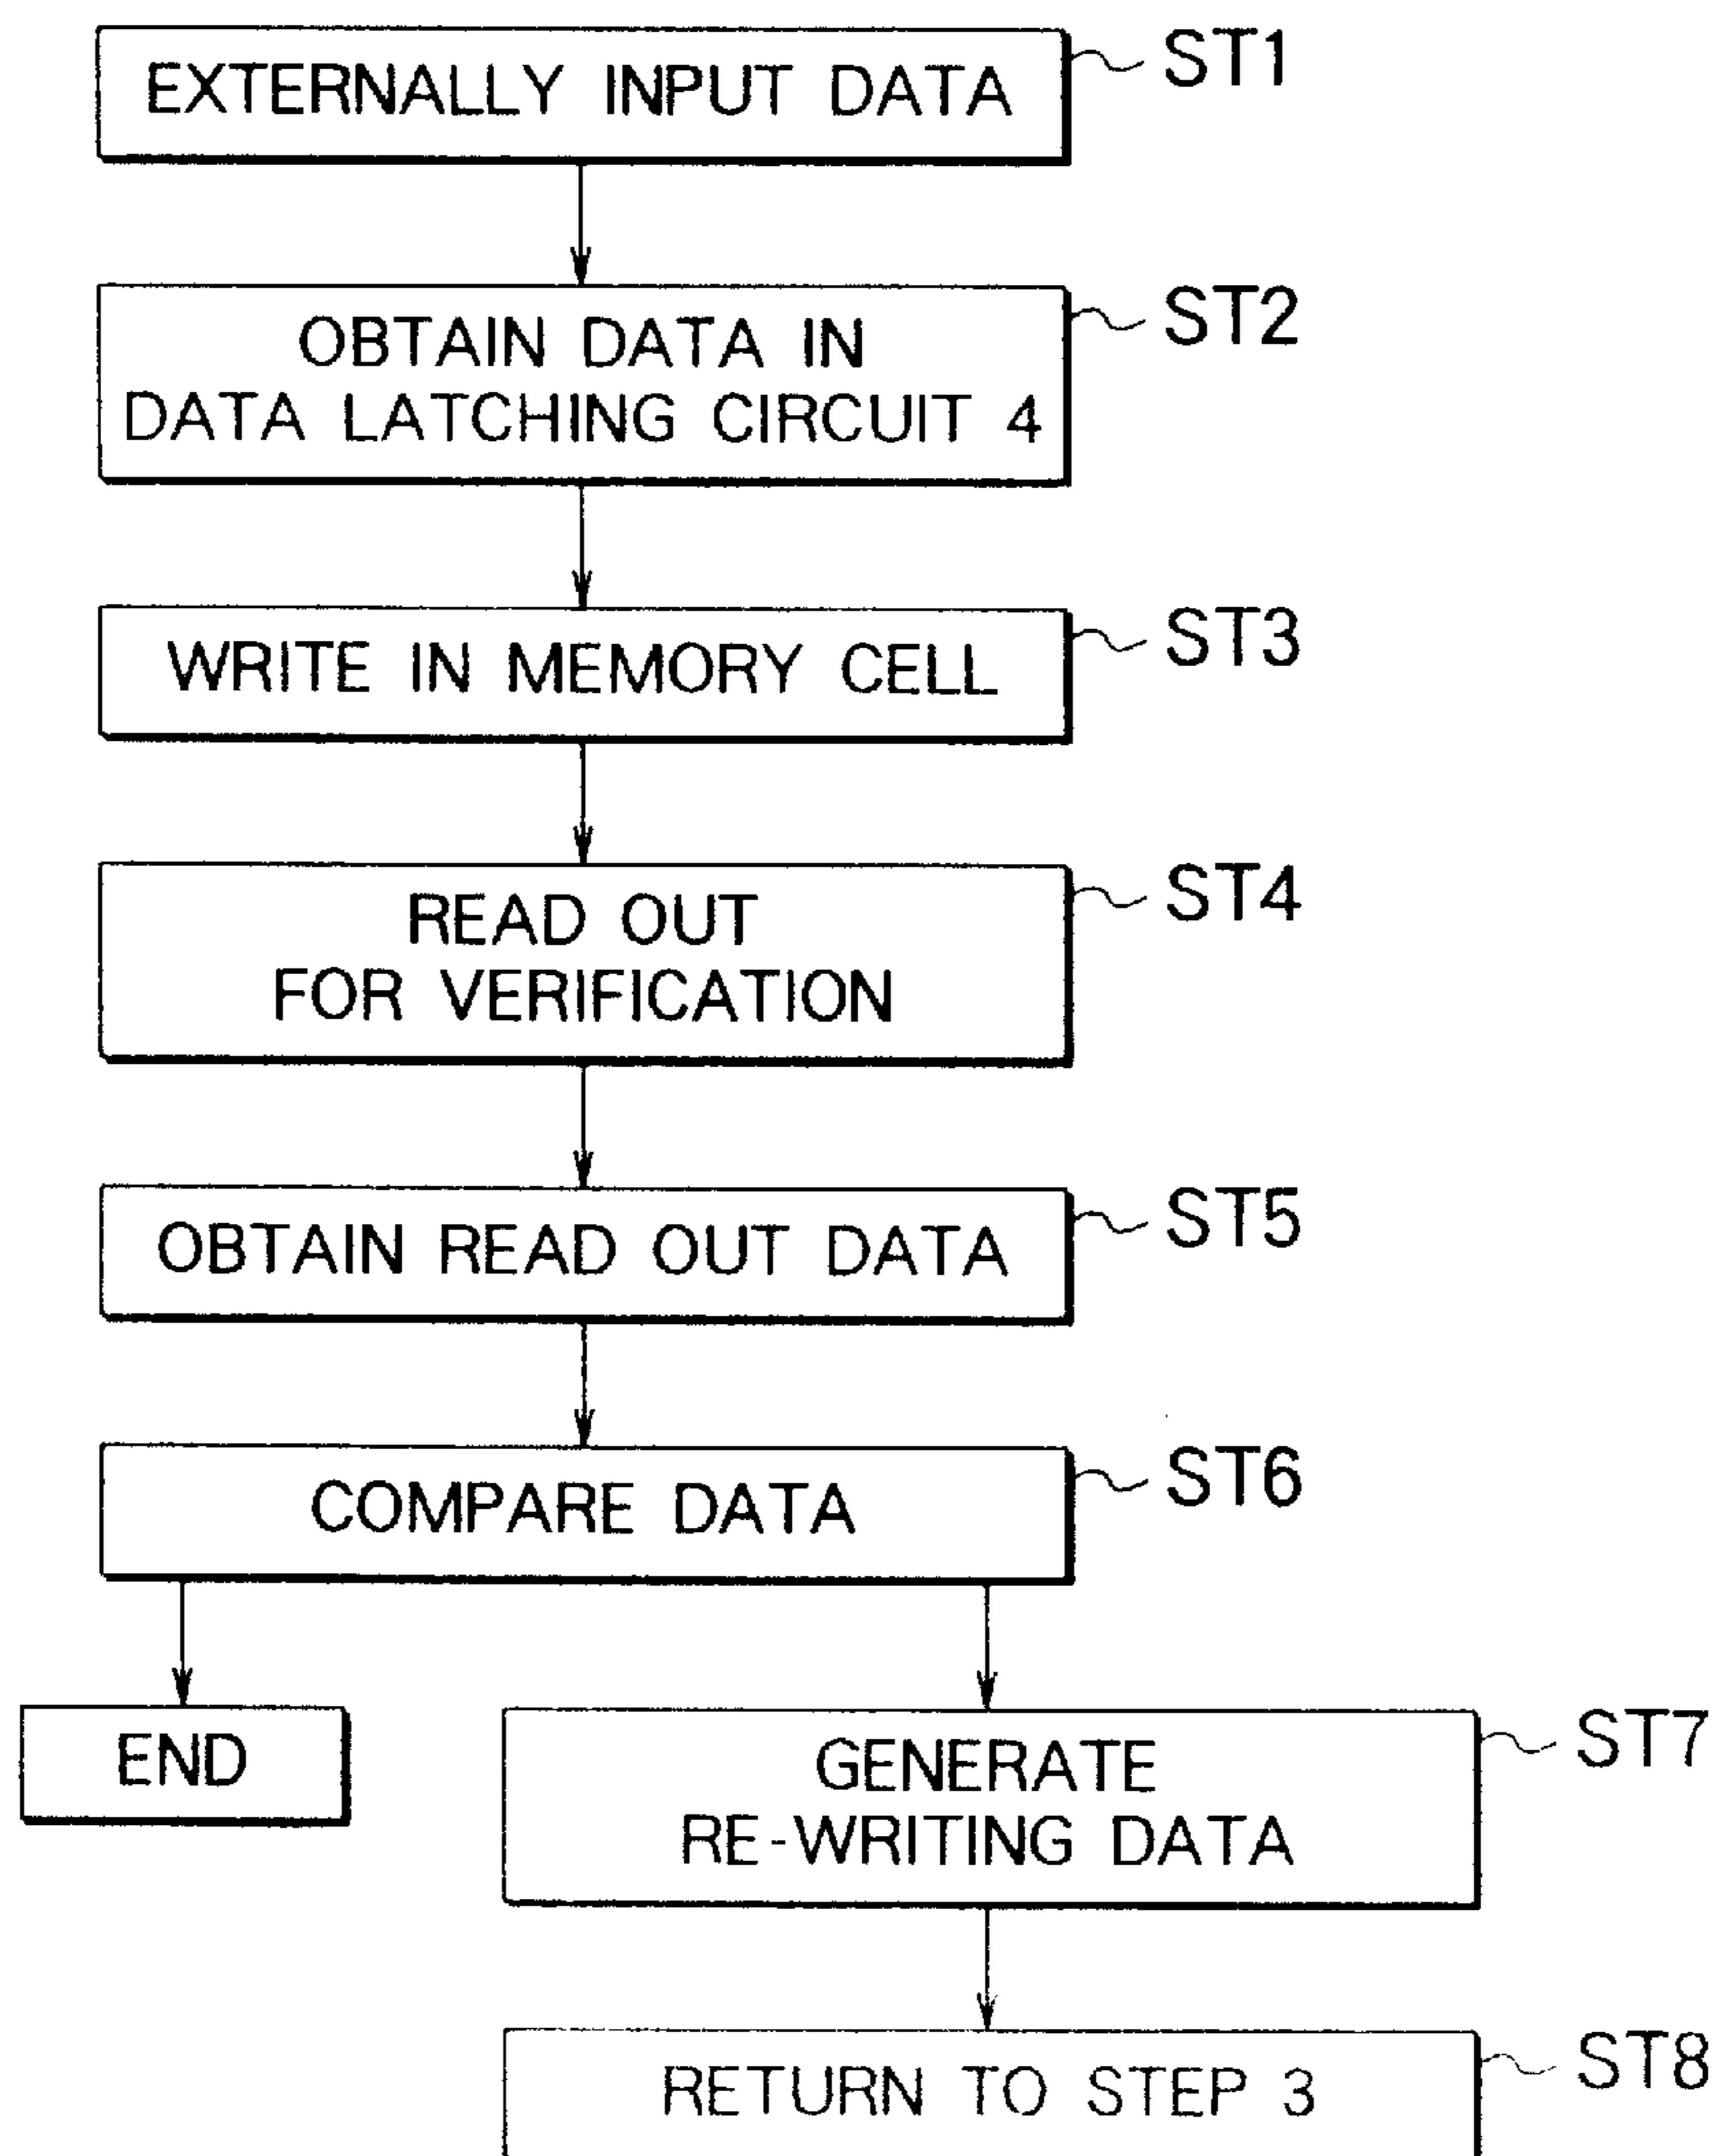 EXTERNALLY INPUT DATA
ST1
OBTAIN DATA IN
DATA LATCHING CIRCUIT 4
ST2
WRITE IN MEMORY CELL
ST3
READ OUT
FOR VERIFICATION
ST4
OBTAIN READ OUT DATA
ST5
COMPARE DATA
ST6
END
GENERATE
RE-WRITING DATA
ST7
RETURN TO STEP 3
ST8